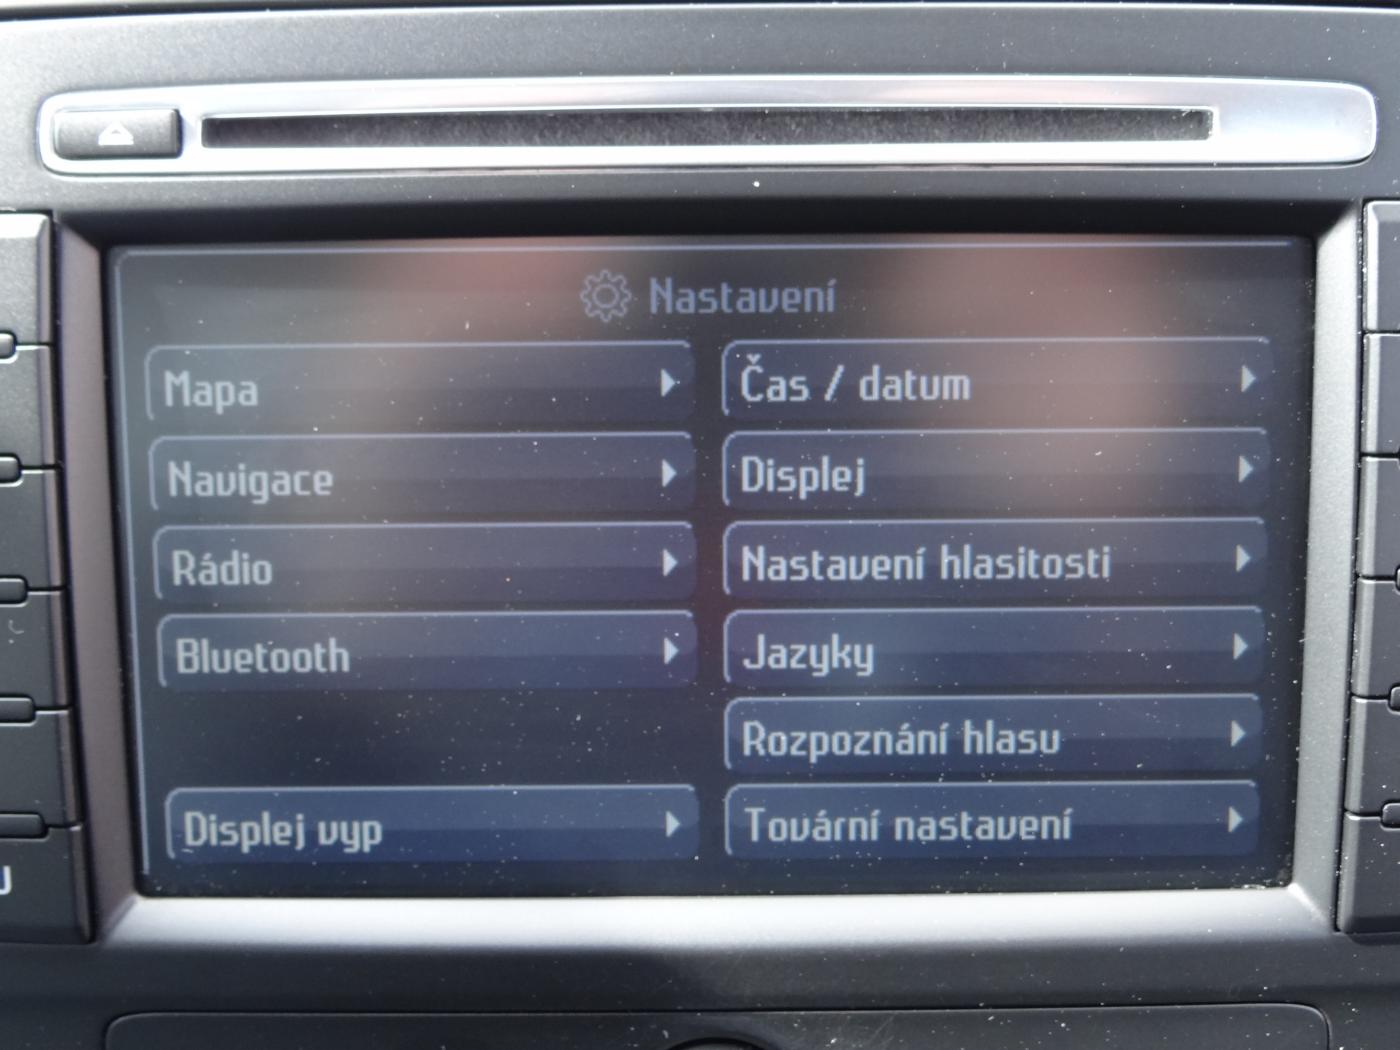 Nastavení
Mapa
Navigace
Rádio
Bluetooth
Displej vyp
Čas / datum
Displej
Nastavení hlasitosti
Jazyky
Rozpoznání hlasu
Tovární nastavení